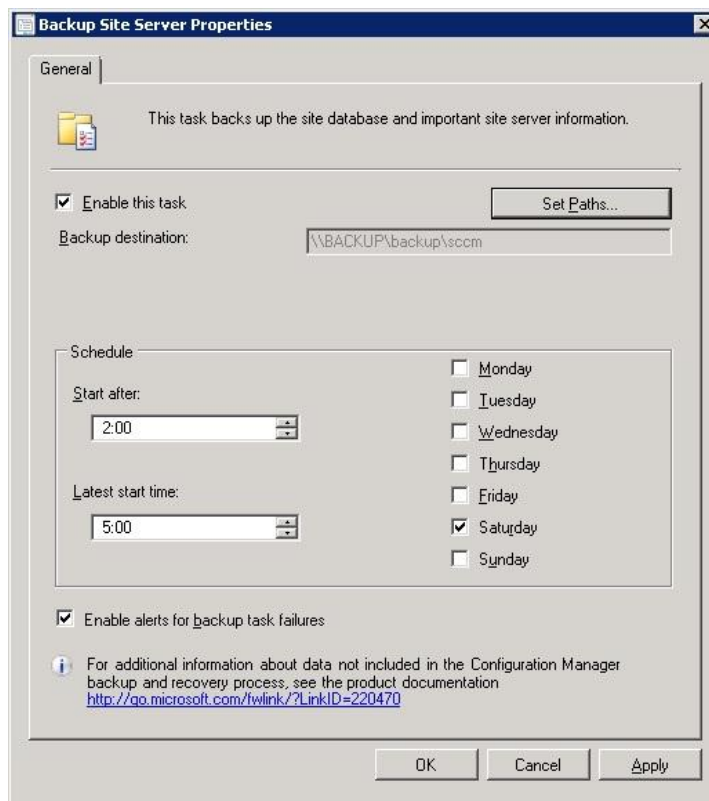 Backup Site Server Properties
General
This task backs up the site database and important site server information.
Enable this task
Set Paths...
Backup destination:
\\BACKUP\backup\sccm
Schedule
Start after:
2:00
Latest start time:
5:00
Monday
Tuesday
Wednesday
Thursday
Friday
Saturday
Sunday
Enable alerts for backup task failures
For additional information about data not included in the Configuration Manager
backup and recovery process, see the product documentation
http://go.microsoft.com/fwlink/?LinkID=220470
OK
Cancel
Apply